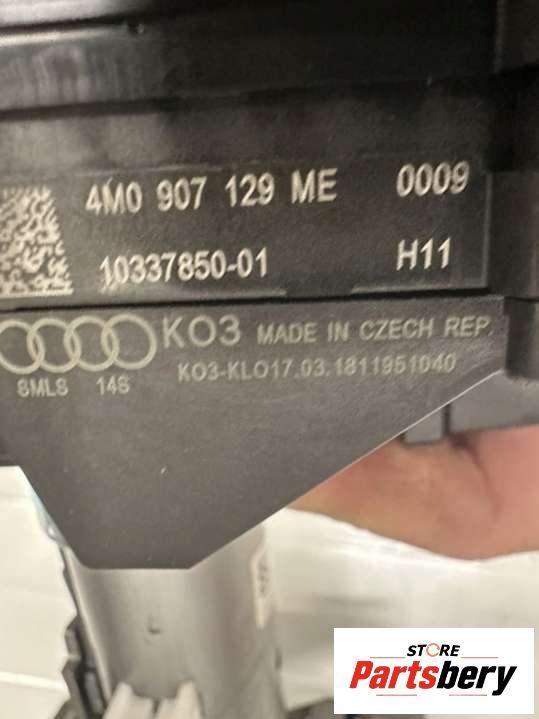 4M0 907 129 ME 0009
10337850-01 H11
KO3 MADE IN CZECH REP.
8MLS 14S
KO3-KLO17.03.1811951040
STORE
Partsbery